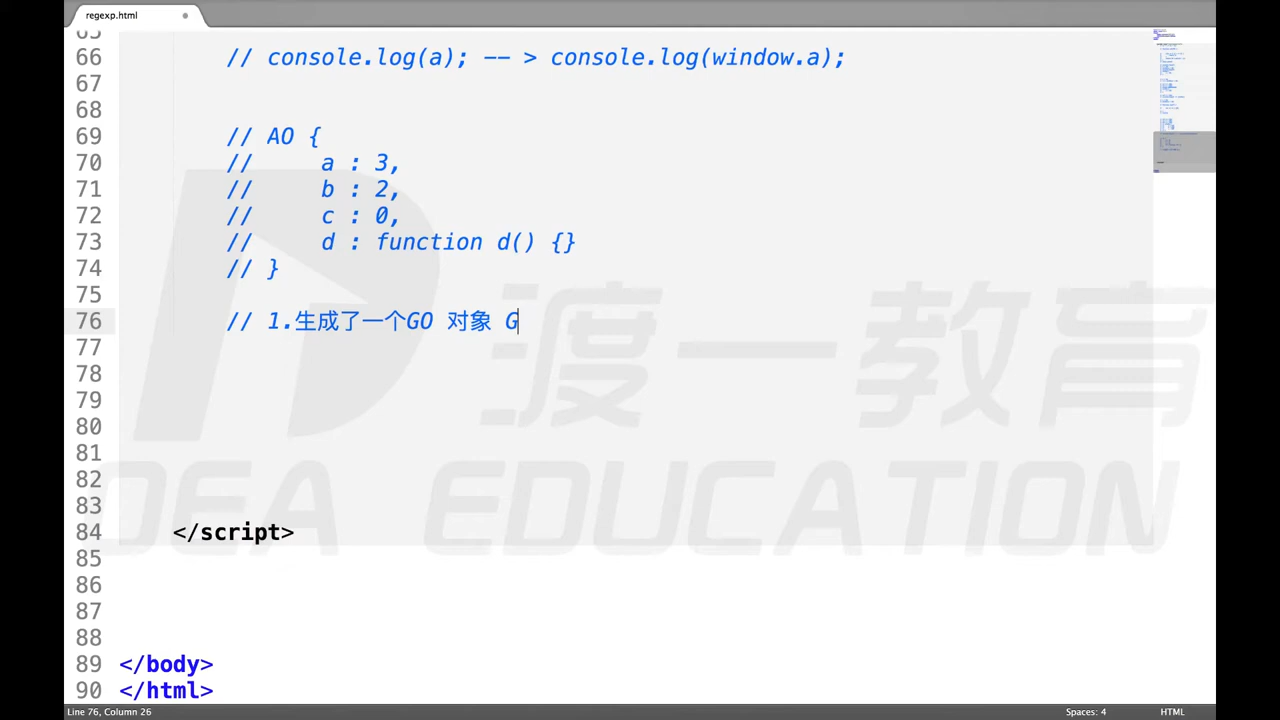 regexp.html
65
66 // console.log(a); -- > console.log(window.a);
67
68
69 // AO {
70 // a : 3,
71 // b : 2,
72 // c : 0,
73 // d : function d() {}
74 // }
75
76 // 1.生成了一个GO 对象 G
77
78
79
80
81
82
83
84 </script>
85
86
87
88
89 </body>
90 </html>
渡一教育
DEA EDUCATION
Line 76, Column 26
Spaces: 4
HTML